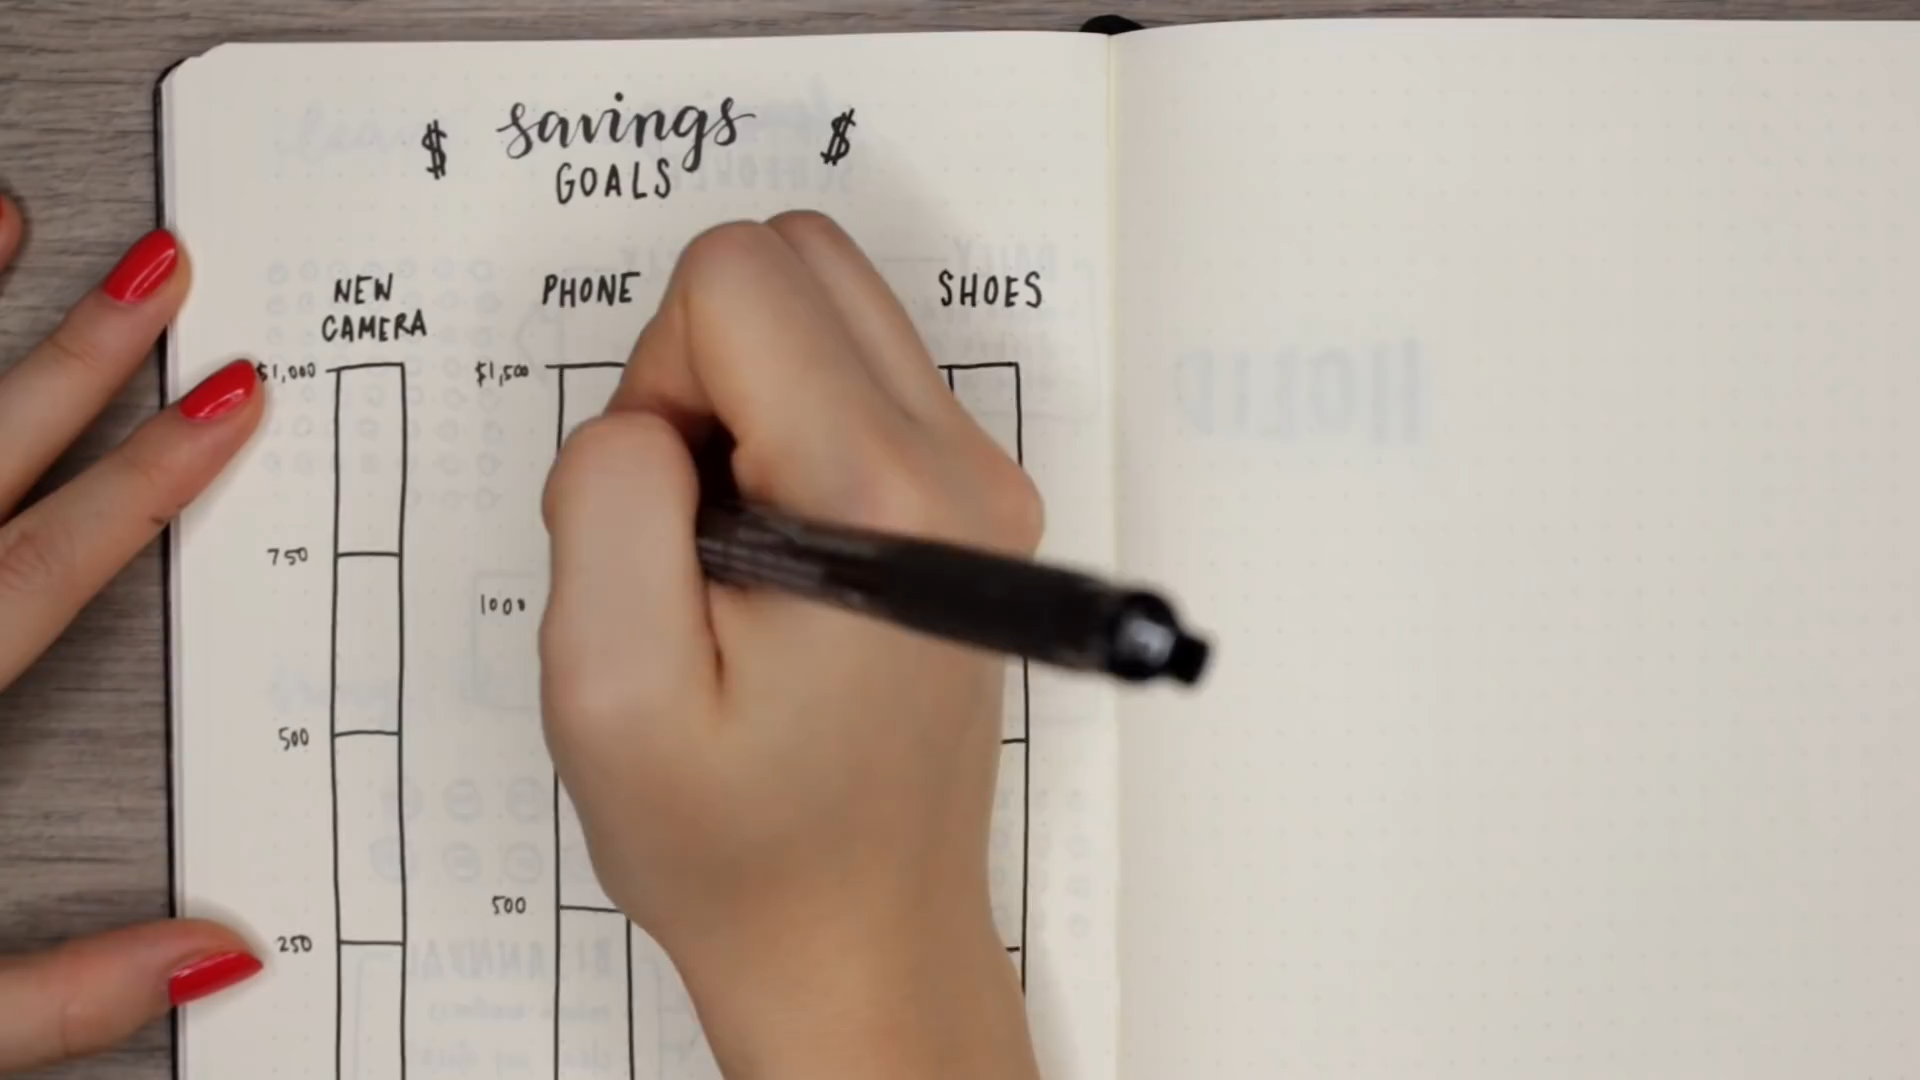 $ savings $
GOALS
NEW
CAMERA
PHONE
SHOES
$1,000
$1,500
750
1000
500
500
250